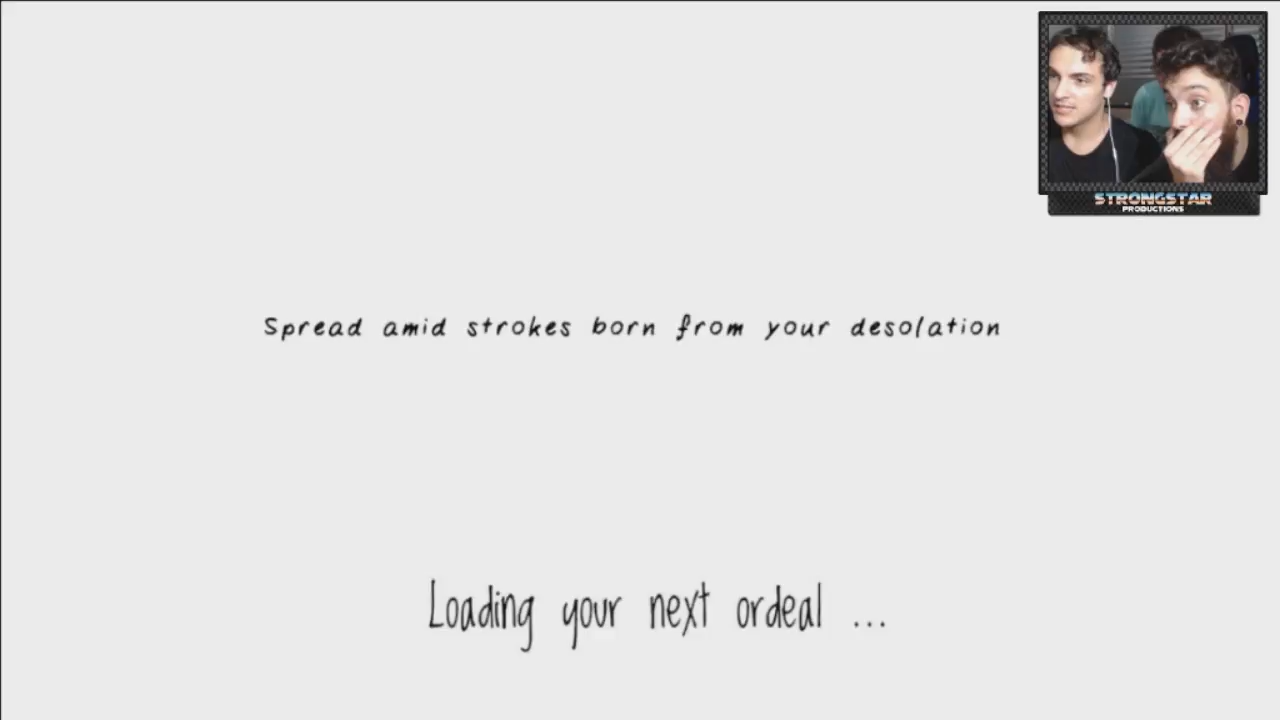 STRONGSTAR
PRODUCTIONS
Spread amid strokes born from your desolation
Loading your next ordeal ...